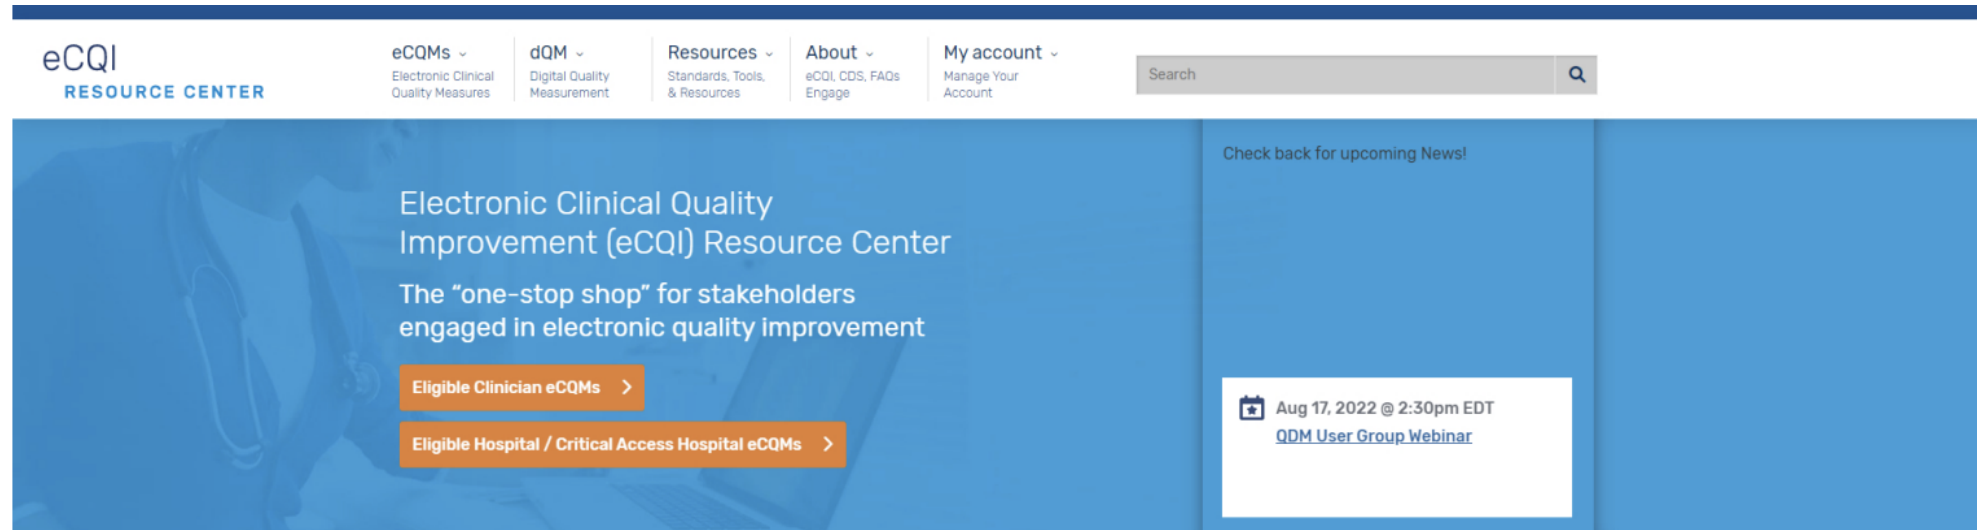 eCQI
RESOURCE CENTER
eCQMs
Electronic Clinical
Quality Measures
dQM
Digital Quality
Measurement
Resources
Standards, Tools,
& Resources
About
eCQI, CDS, FAQs
Engage
My account
Manage Your
Account
Search
Electronic Clinical Quality
Improvement (eCQI) Resource Center
The “one-stop shop” for stakeholders
engaged in electronic quality improvement
Eligible Clinician eCQMs
Eligible Hospital / Critical Access Hospital eCQMs
Check back for upcoming News!
Aug 17, 2022 @ 2:30pm EDT
QDM User Group Webinar